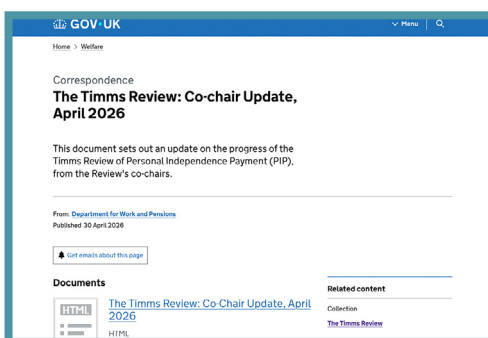 GOV•UK
Menu
Home > Welfare
Correspondence
The Timms Review: Co-chair Update,
April 2026
This document sets out an update on the progress of the
Timms Review of Personal Independence Payment (PIP),
from the Review's co-chairs.
From: Department for Work and Pensions
Published 30 April 2026
Get emails about this page
Documents
HTML
The Timms Review: Co-Chair Update, April
2026
HTML
Related content
Collection
The Timms Review